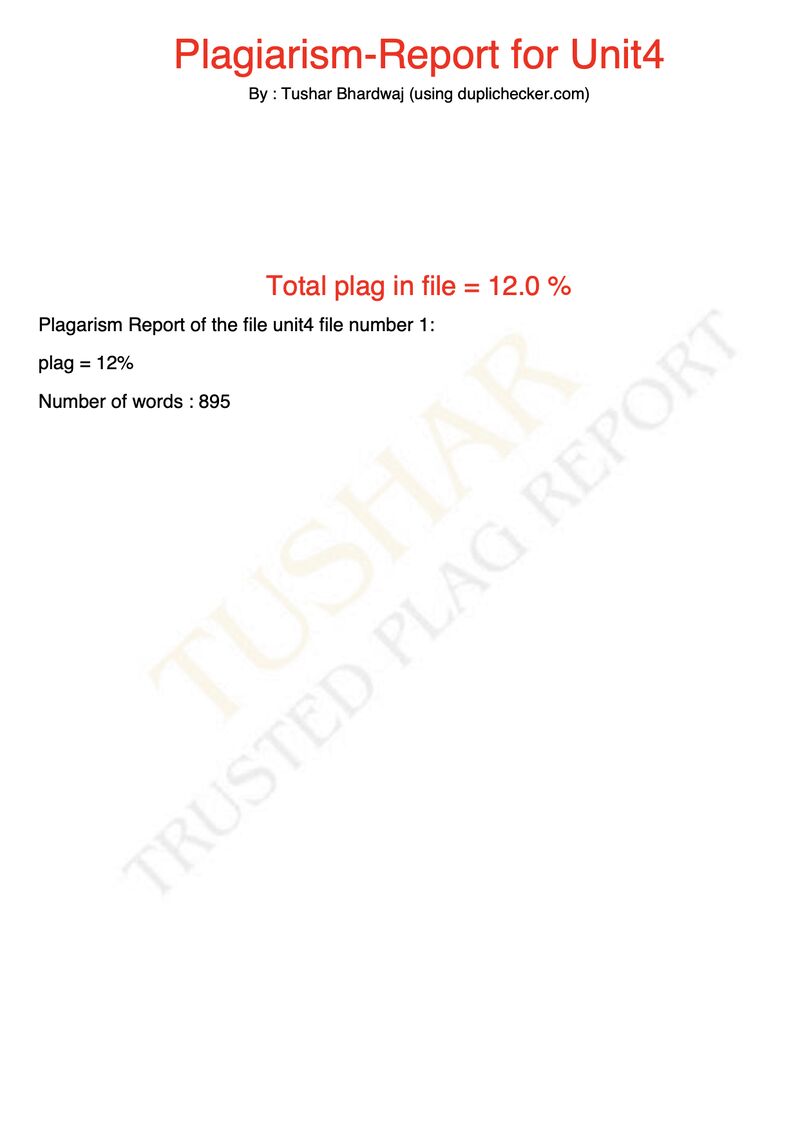 Plagiarism-Report for Unit4
By : Tushar Bhardwaj (using duplichecker.com)
Total plag in file = 12.0 %
Plagarism Report of the file unit4 file number 1:
plag = 12%
Number of words : 895
TUSHAR
TRUSTED PLAG REPORT